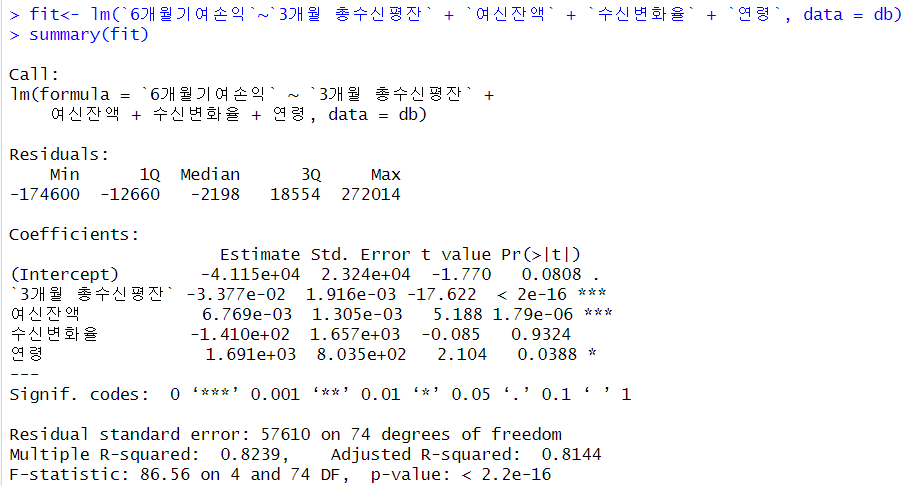 > fit<- lm(`6개월기여손익`~`3개월 총수신평잔` + `여신잔액` + `수신변화율` + `연령`, data = db)
> summary(fit)
Call:
lm(formula = `6개월기여손익` ~ `3개월 총수신평잔` +
여신잔액 + 수신변화율 + 연령, data = db)
Residuals:
Min 1Q Median 3Q Max
-174600 -12660 -2198 18554 272014
Coefficients:
Estimate Std. Error t value Pr(>|t|)
(Intercept) -4.115e+04 2.324e+04 -1.770 0.0808 .
`3개월 총수신평잔` -3.377e-02 1.916e-03 -17.622 < 2e-16 ***
여신잔액 6.769e-03 1.305e-03 5.188 1.79e-06 ***
수신변화율 -1.410e+02 1.657e+03 -0.085 0.9324
연령 1.691e+03 8.035e+02 2.104 0.0388 *
---
Signif. codes: 0 ‘***’ 0.001 ‘**’ 0.01 ‘*’ 0.05 ‘.’ 0.1 ‘ ’ 1
Residual standard error: 57610 on 74 degrees of freedom
Multiple R-squared: 0.8239, Adjusted R-squared: 0.8144
F-statistic: 86.56 on 4 and 74 DF, p-value: < 2.2e-16